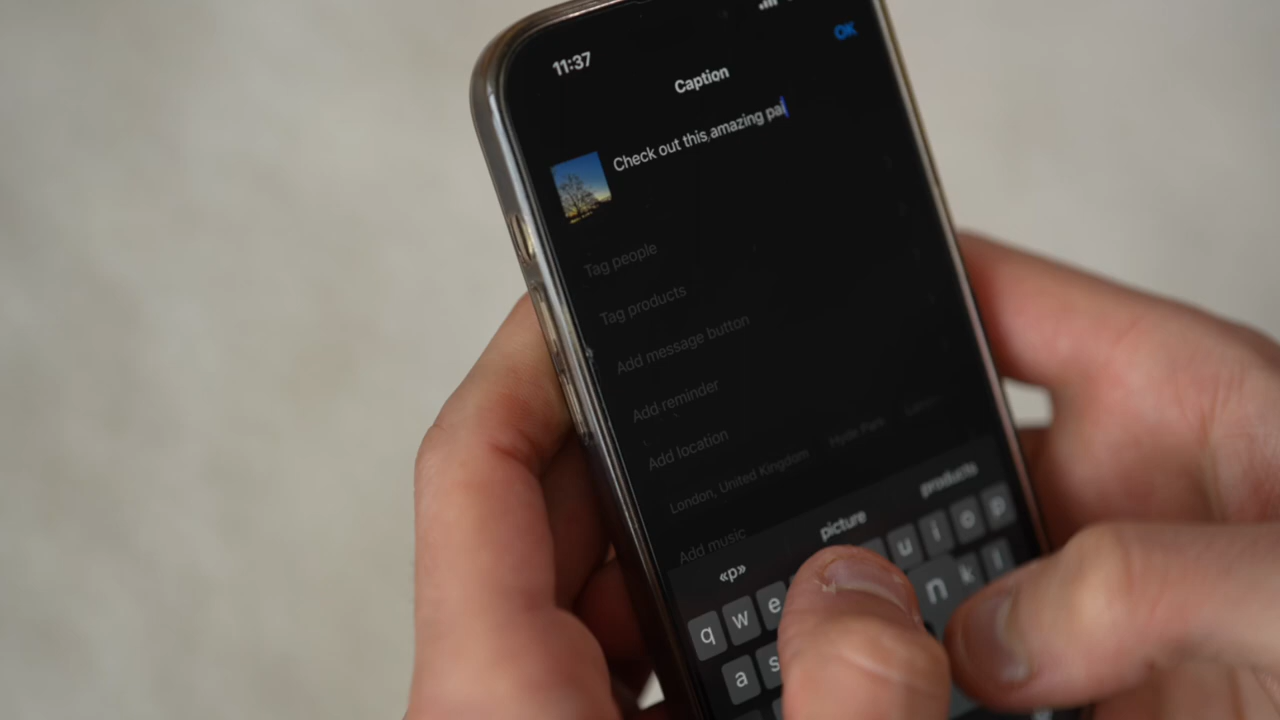 11:37
OK
Caption
Check out this amazing pai
Tag people
Tag products
Add message button
Add reminder
Add location
London, United Kingdom Hyde Park
Add music
«p» picture products
q w e u i o p
a s n k l